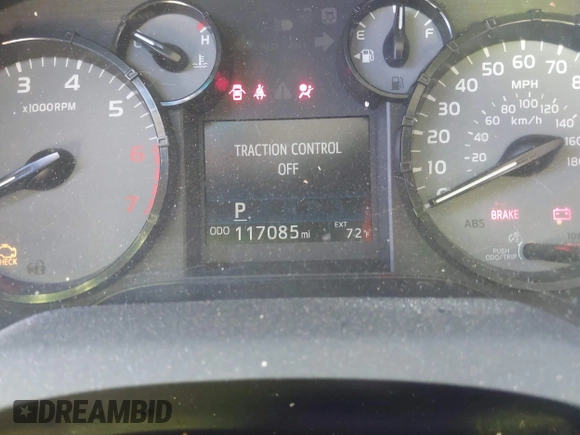 H
E F
3 4 5 6 7
x1000RPM
TRACTION CONTROL
OFF
P
ODO 117085 mi EXT 72
0 10 20 30 40 50 60 70
MPH
20 40 60 80 100 120 140 160 180
km/h
ABS BRAKE
PUSH
ODO/TRIP
CHECK
DREAMBID